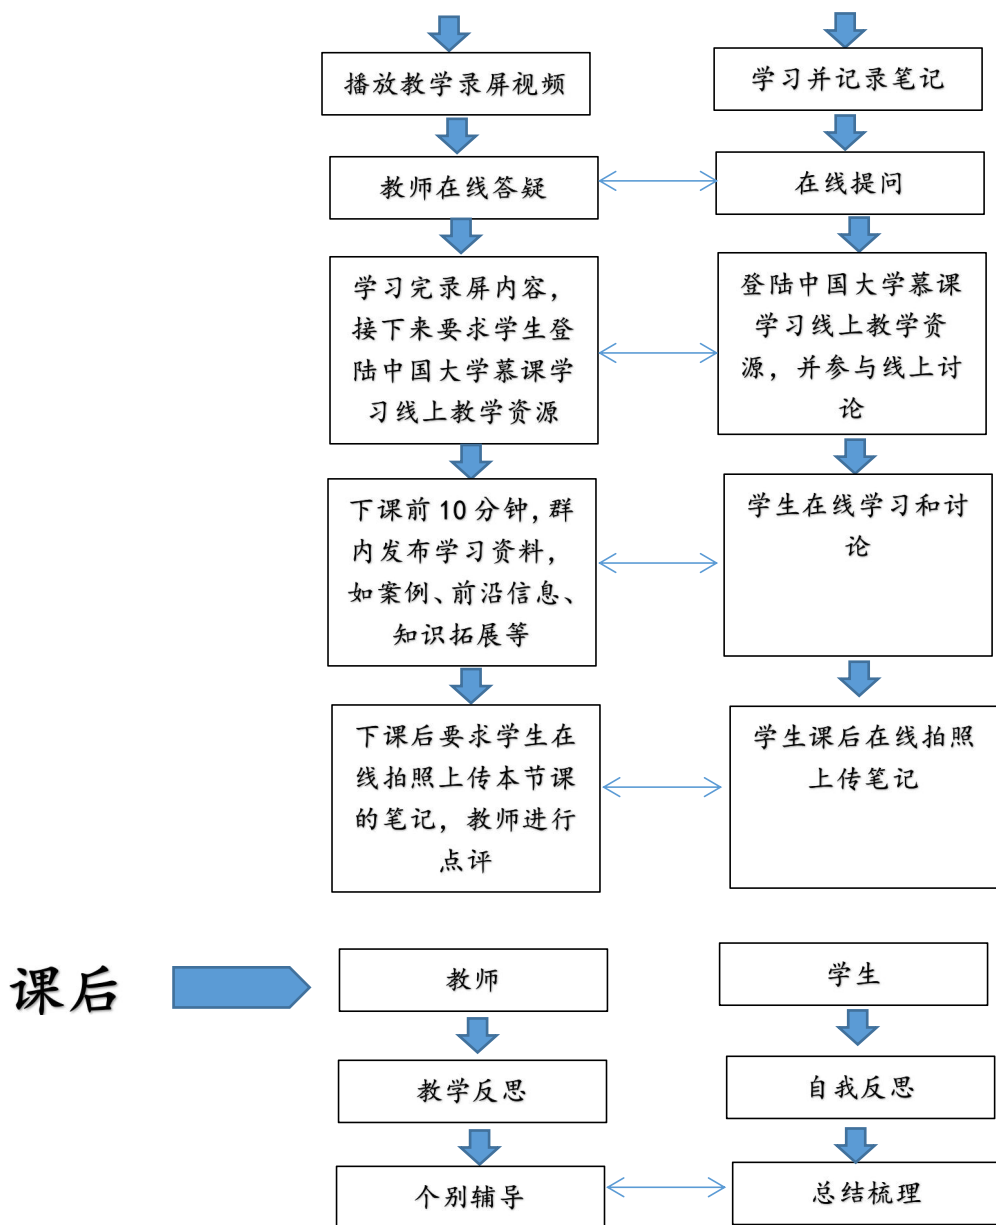 播放教学录屏视频
学习并记录笔记
教师在线答疑
在线提问
学习完录屏内容，
接下来要求学生登
陆中国大学慕课学
习线上教学资源
登陆中国大学慕课
学习线上教学资
源，并参与线上讨
论
下课前10分钟，群
内发布学习资料，
如案例、前沿信息、
知识拓展等
学生在线学习和讨
论
下课后要求学生在
线拍照上传本节课
的笔记，教师进行
点评
学生课后在线拍照
上传笔记
课后
教师
学生
教学反思
自我反思
个别辅导
总结梳理